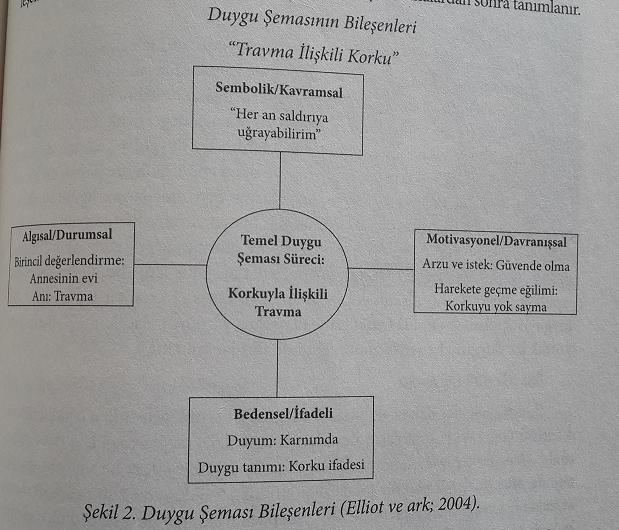 sonra tanımlanır.
Duygu Şemasının Bileşenleri
“Travma İlişkili Korku”
Sembolik/Kavramsal
“Her an saldırıya
uğrayabilirim”
Algısal/Durumsal
Birincil değerlendirme:
Annesinin evi
Anı: Travma
Temel Duygu
Şeması Süreci:
Korkuyla İlişkili
Travma
Motivasyonel/Davranışsal
Arzu ve istek: Güvende olma
Harekete geçme eğilimi:
Korkuyu yok sayma
Bedensel/İfadeli
Duyum: Karnımda
Duygu tanımı: Korku ifadesi
Şekil 2. Duygu Şeması Bileşenleri (Elliot ve ark; 2004).